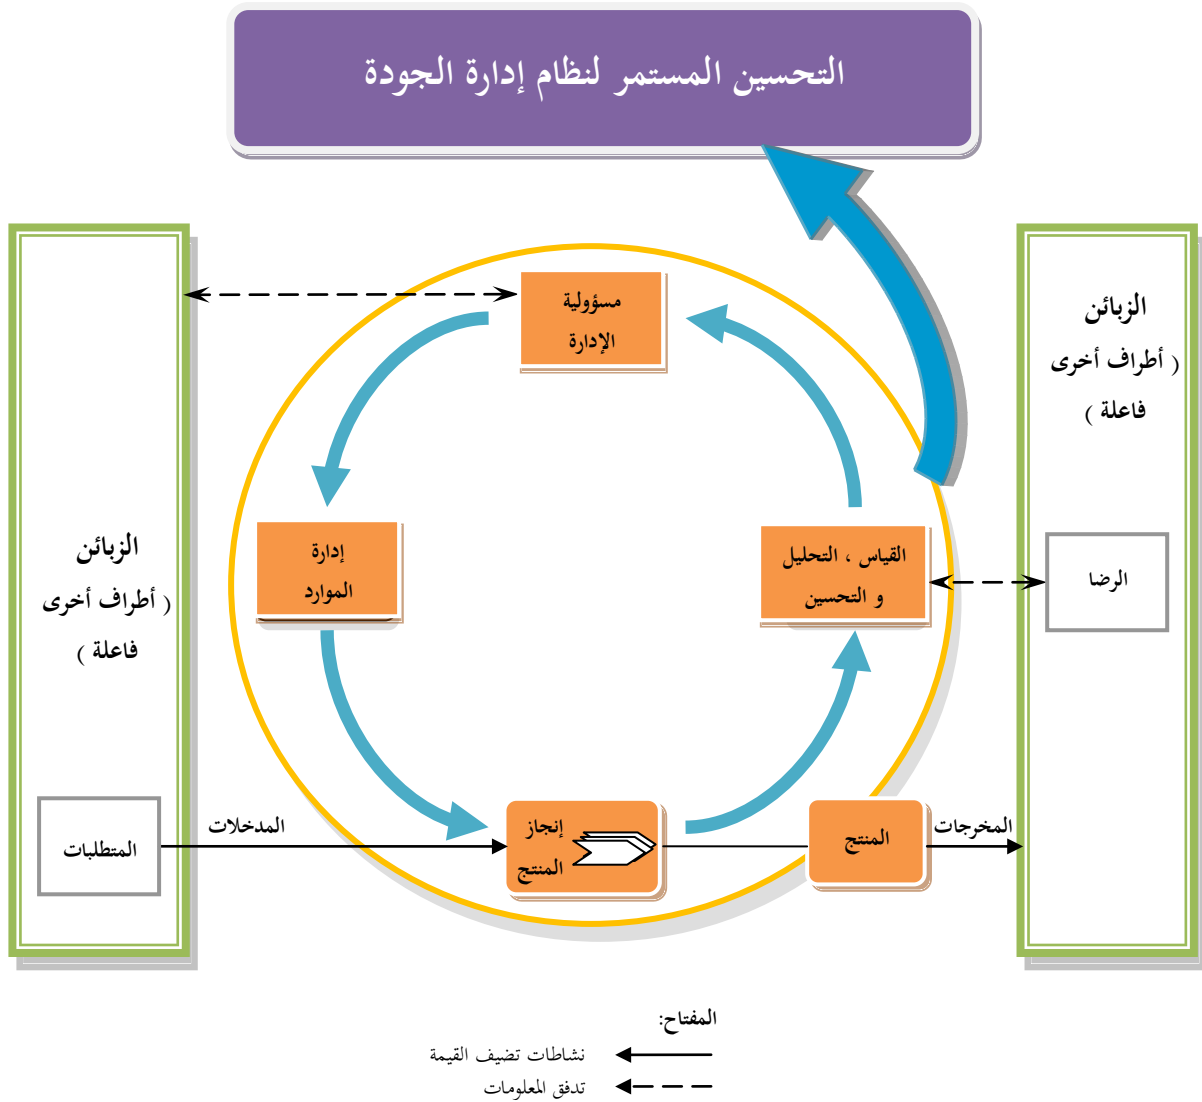 التحسين المستمر لنظام إدارة الجودة
الزبائن
( أطراف أخرى
فاعلة )
الرضا
مسؤولية
الإدارة
القياس ، التحليل
و التحسين
إدارة
الموارد
الزبائن
( أطراف أخرى
فاعلة )
المتطلبات
المدخلات
إنجاز
المنتج
المنتج
المخرجات
المفتاح:
نشاطات تضيف القيمة
تدفق المعلومات